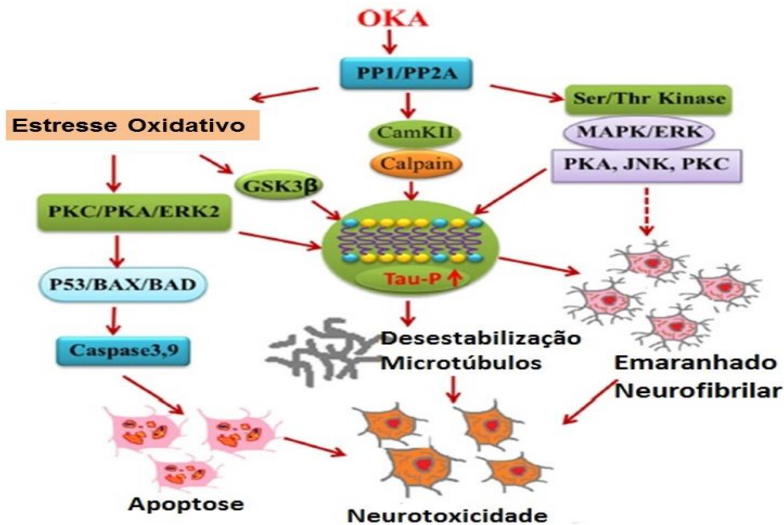 OKA
PP1/PP2A
Estresse Oxidativo
CamKII
Calpain
Ser/Thr Kinase
MAPK/ERK
PKA, JNK, PKC
GSK3β
PKC/PKA/ERK2
Tau-P
P53/BAX/BAD
Caspase3,9
Desestabilização
Microtúbulos
Emaranhado
Neurofibrilar
Apoptose
Neurotoxicidade